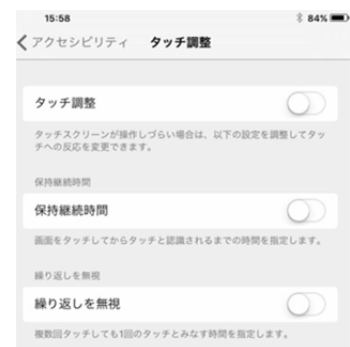 15:58 84%
アクセシビリティ タッチ調整
タッチ調整
タッチスクリーンが操作しづらい場合は、以下の設定を調整してタッ
チへの反応を変更できます。
保持継続時間
保持継続時間
画面をタッチしてからタッチと認識されるまでの時間を指定します。
繰り返しを無視
繰り返しを無視
複数回タッチしても1回のタッチとみなす時間を指定します。